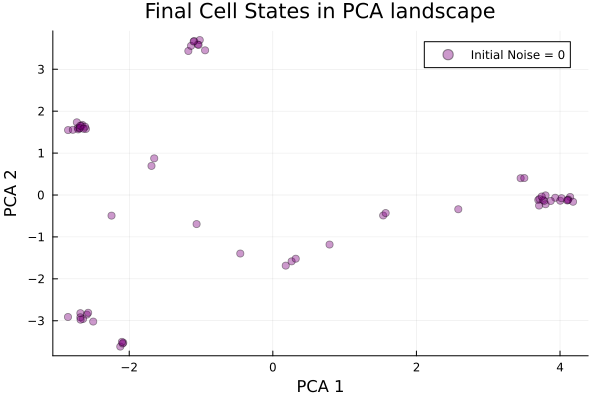 Final Cell States in PCA landscape
Initial Noise = 0
PCA 2
3
2
1
0
−1
−2
−3
−2
0
2
4
PCA 1